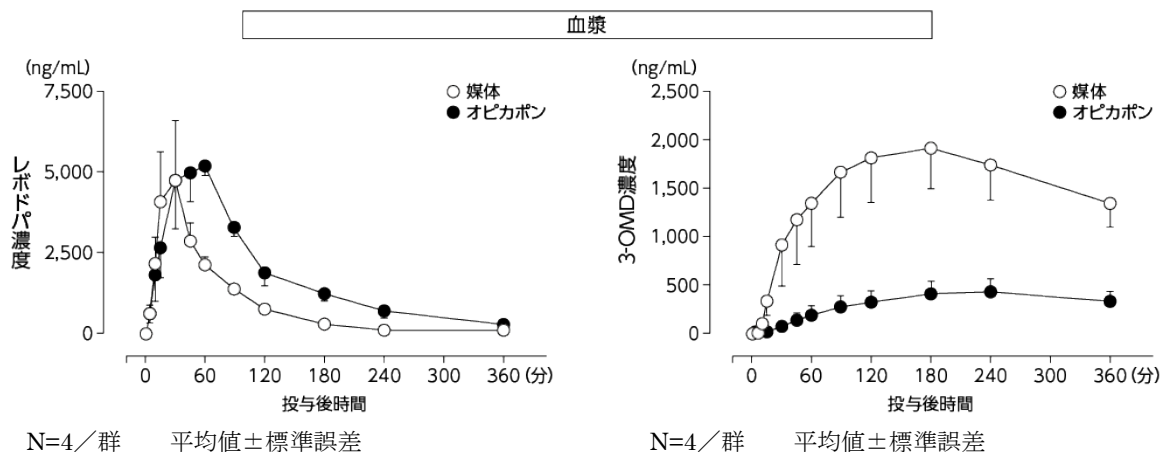 血漿
(ng/mL)
7,500
5,000
2,500
0
レボドパ濃度
媒体
オピカポン
0 60 120 180 240 300 360 (分)
投与後時間
N=4／群 平均値±標準誤差
(ng/mL)
2,500
2,000
1,500
1,000
500
0
3-OMD濃度
媒体
オピカポン
0 60 120 180 240 300 360 (分)
投与後時間
N=4／群 平均値±標準誤差